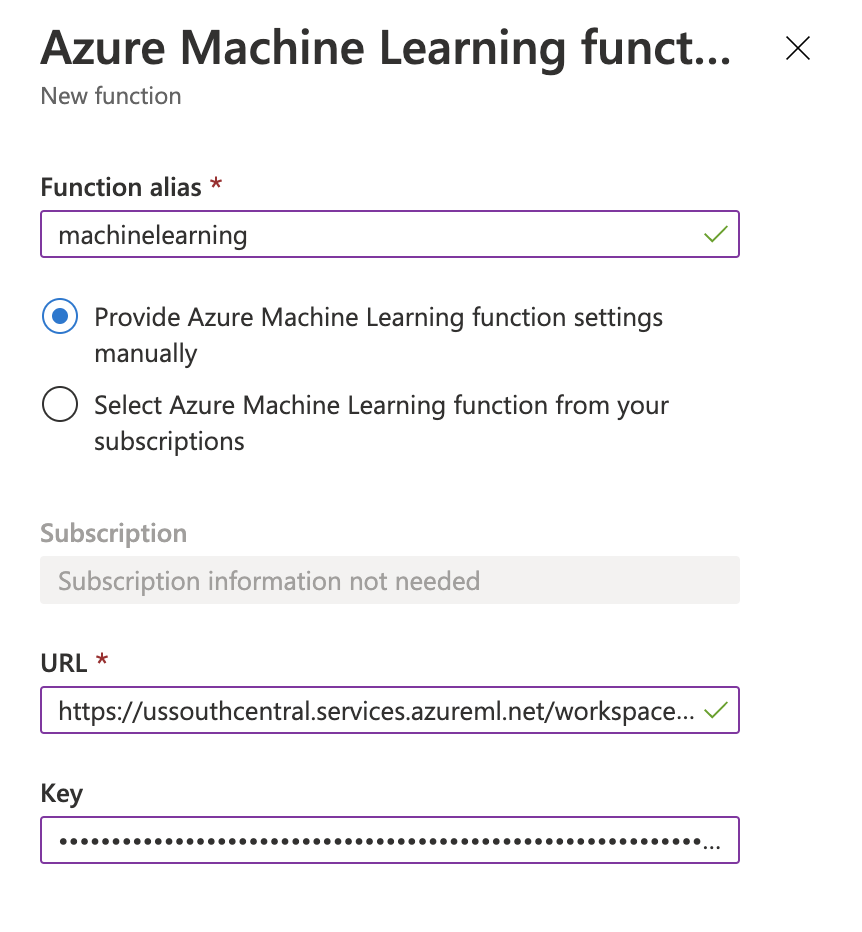 Azure Machine Learning funct...
New function
Function alias *
machinelearning
Provide Azure Machine Learning function settings
manually
Select Azure Machine Learning function from your
subscriptions
Subscription
Subscription information not needed
URL *
https://ussouthcentral.services.azureml.net/workspace...
Key